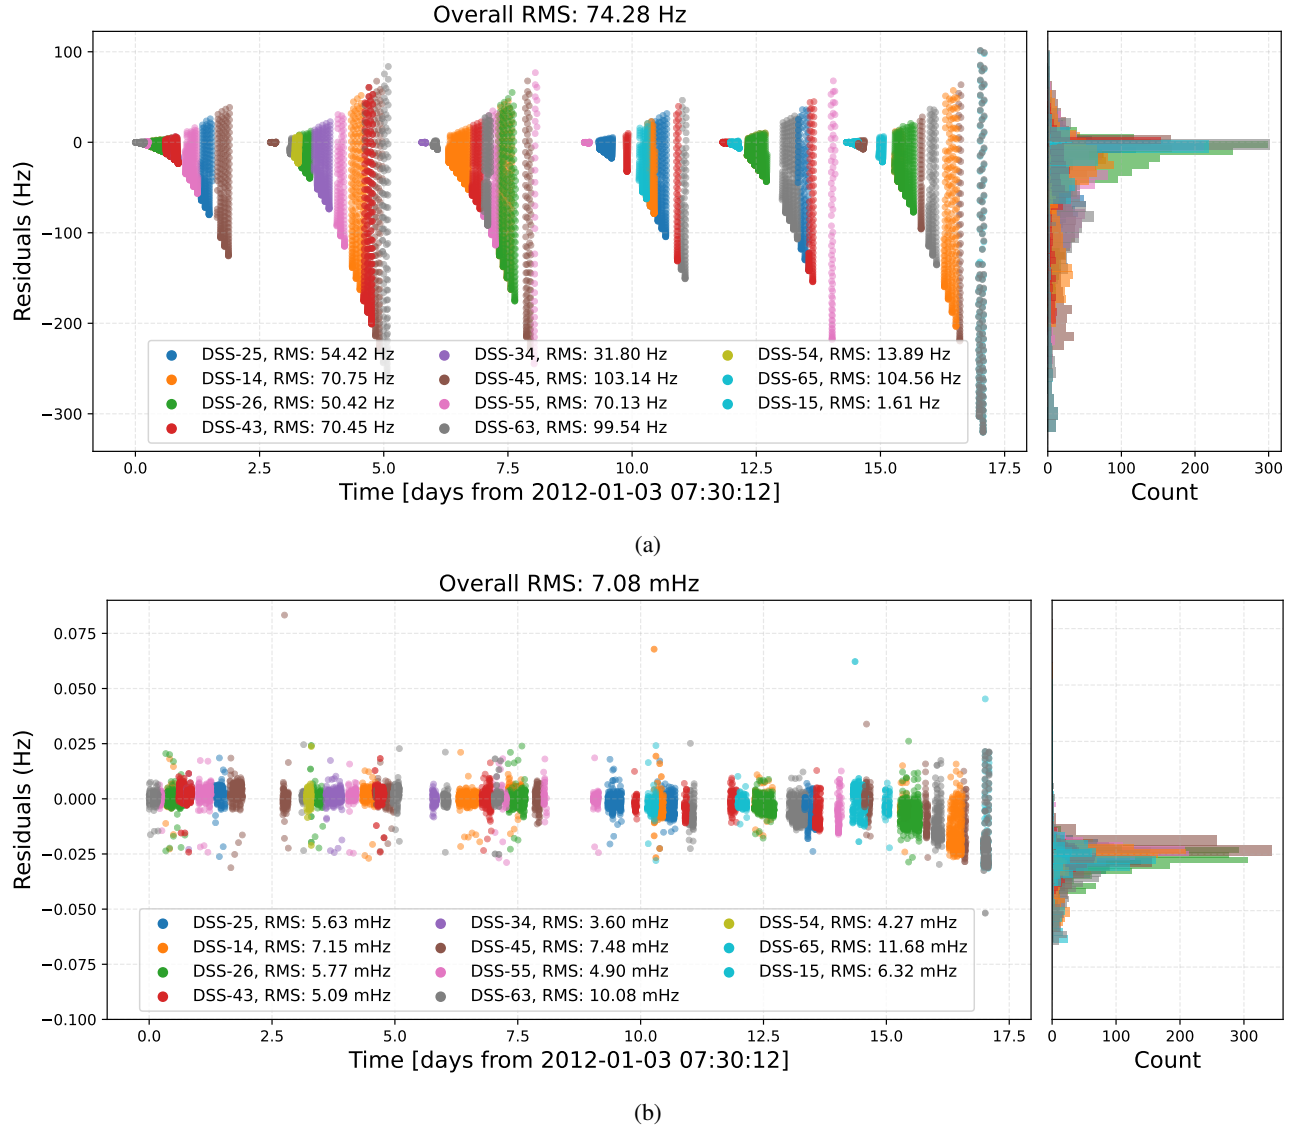 Overall RMS: 74.28 Hz
Residuals (Hz)
100
0
−100
−200
−300
DSS-25, RMS: 54.42 Hz
DSS-14, RMS: 70.75 Hz
DSS-26, RMS: 50.42 Hz
DSS-43, RMS: 70.45 Hz
DSS-34, RMS: 31.80 Hz
DSS-45, RMS: 103.14 Hz
DSS-55, RMS: 70.13 Hz
DSS-63, RMS: 99.54 Hz
DSS-54, RMS: 13.89 Hz
DSS-65, RMS: 104.56 Hz
DSS-15, RMS: 1.61 Hz
0.0 2.5 5.0 7.5 10.0 12.5 15.0 17.5
Time [days from 2012-01-03 07:30:12]
0 100 200 300
Count
(a)
Overall RMS: 7.08 mHz
Residuals (Hz)
0.075
0.050
0.025
0.000
−0.025
−0.050
−0.075
−0.100
DSS-25, RMS: 5.63 mHz
DSS-14, RMS: 7.15 mHz
DSS-26, RMS: 5.77 mHz
DSS-43, RMS: 5.09 mHz
DSS-34, RMS: 3.60 mHz
DSS-45, RMS: 7.48 mHz
DSS-55, RMS: 4.90 mHz
DSS-63, RMS: 10.08 mHz
DSS-54, RMS: 4.27 mHz
DSS-65, RMS: 11.68 mHz
DSS-15, RMS: 6.32 mHz
0.0 2.5 5.0 7.5 10.0 12.5 15.0 17.5
Time [days from 2012-01-03 07:30:12]
0 100 200 300
Count
(b)